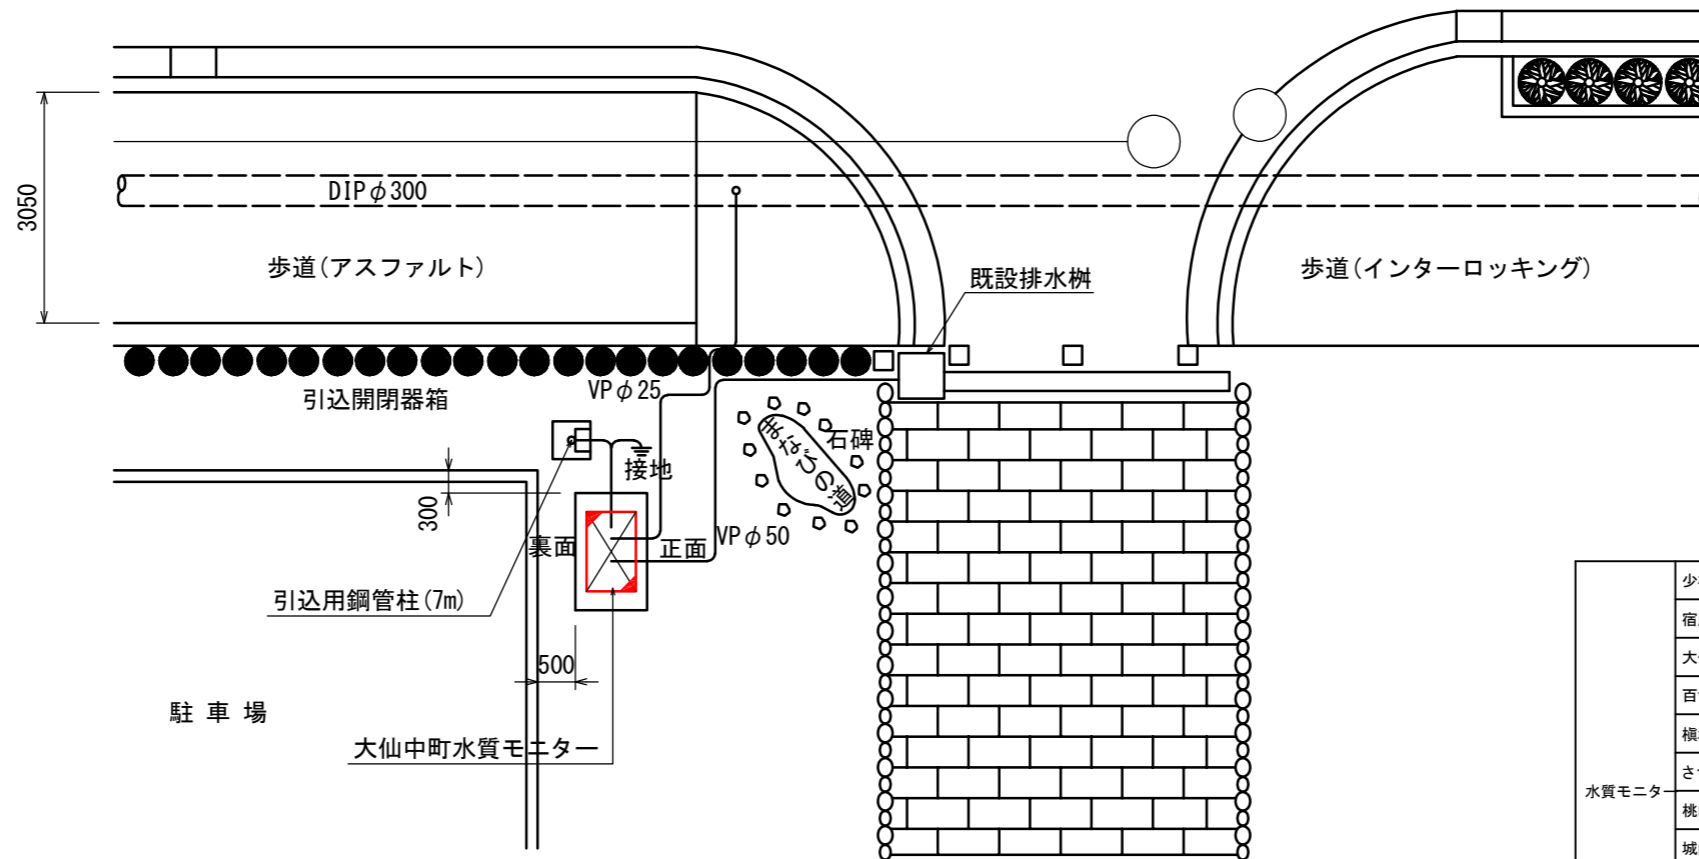 DIPφ300
3050
歩道(アスファルト)
歩道(インターロッキング)
既設排水桝
引込開閉器箱
VPφ25
石碑
まなびの道
接地
300
裏面
正面
VPφ50
引込用鋼管柱(7m)
500
駐車場
大仙中町水質モニター
水質モニター